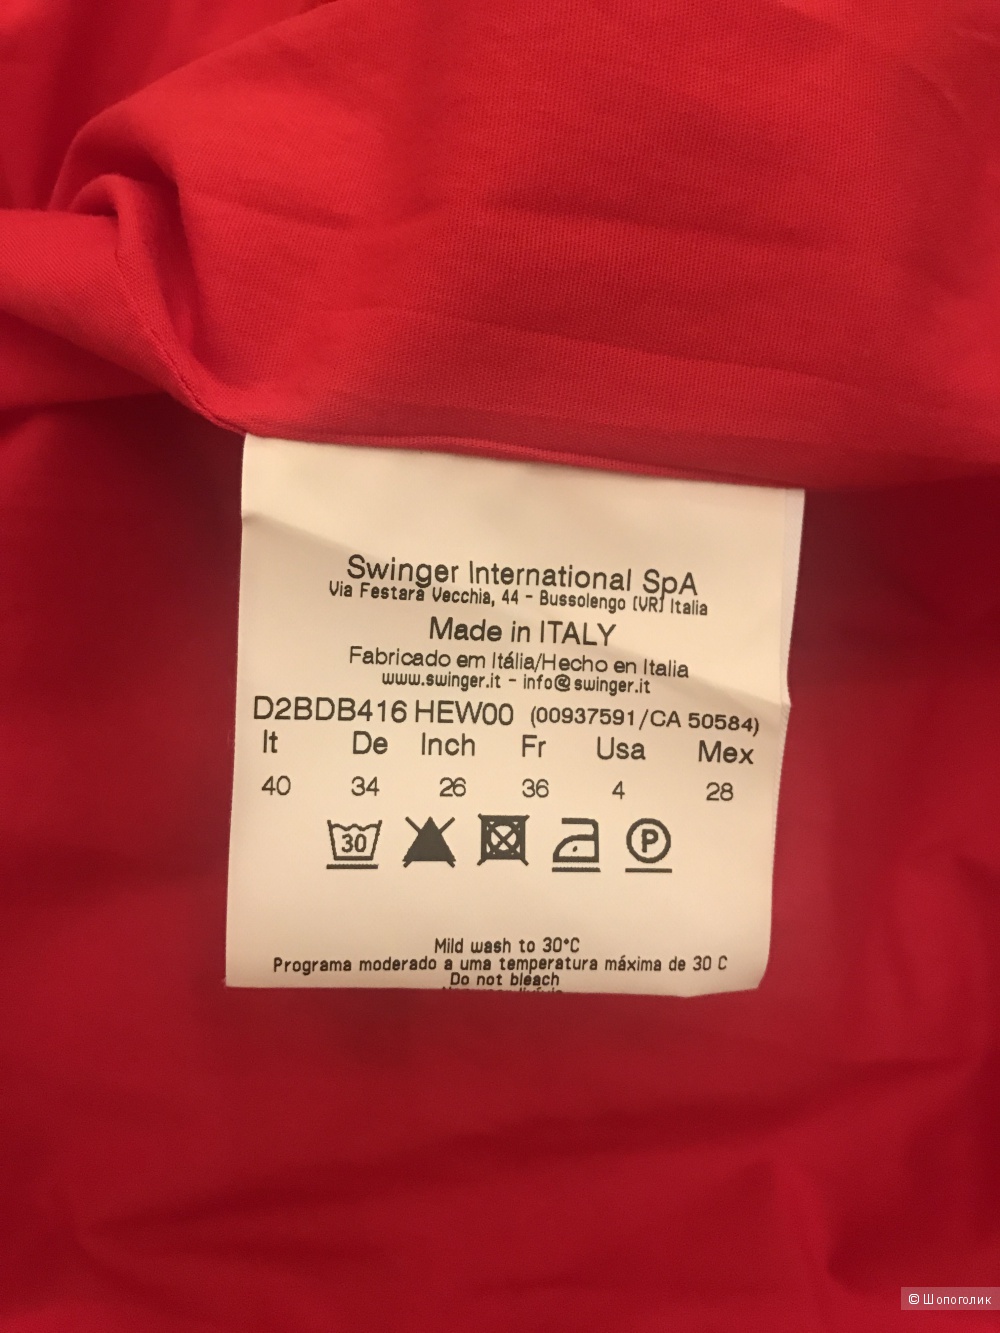 Swinger International SpA
Via Festara Vecchia, 44 - Bussolengo (VR) Italia
Made in ITALY
Fabricado em Itália/Hecho en Italia
www.swinger.it - info@swinger.it
D2BDB416 HEW00 (00937591/CA 50584)
It De Inch Fr Usa Mex
40 34 26 36 4 28
30 P
Mild wash to 30°C
Programa moderado a uma temperatura máxima de 30 C
Do not bleach
© Шопоголик